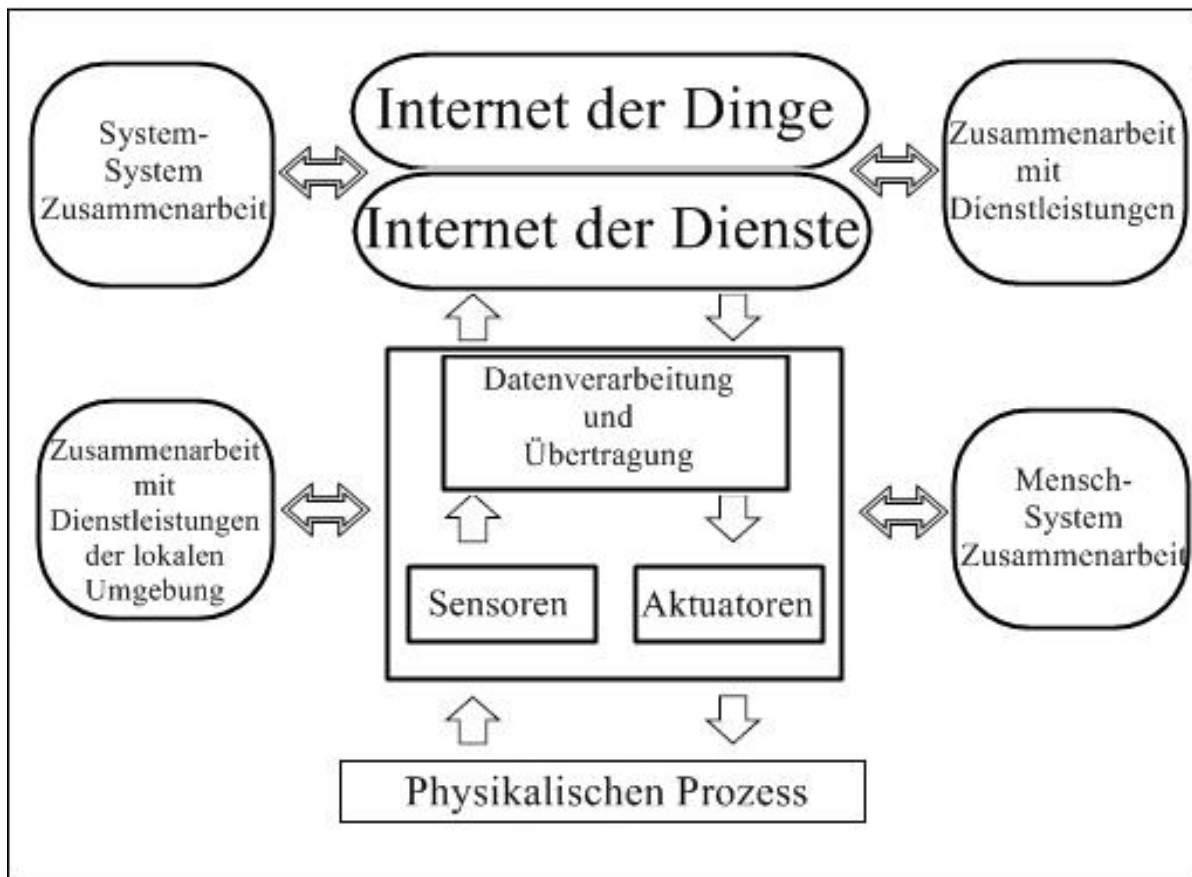 System-
System
Zusammenarbeit
Internet der Dinge
Internet der Dienste
Zusammenarbeit
mit
Dienstleistungen
Zusammenarbeit
mit
Dienstleistungen
der lokalen
Umgebung
Datenverarbeitung
und
Übertragung
Sensoren
Aktuatoren
Mensch-
System
Zusammenarbeit
Physikalischen Prozess